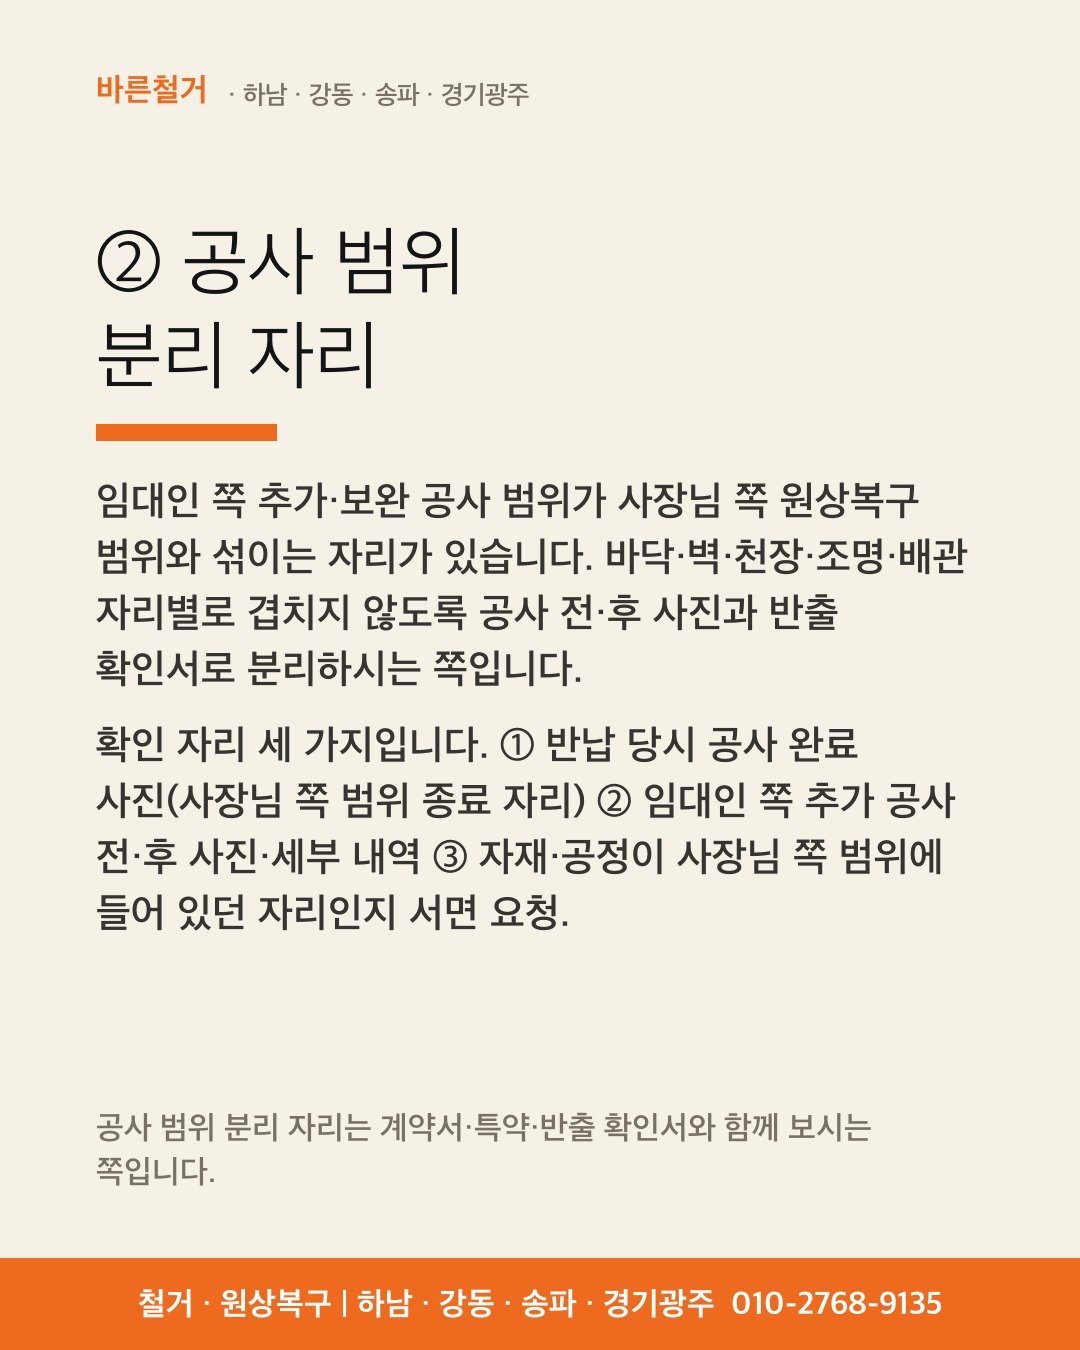 바른철거 · 하남 · 강동 · 송파 · 경기광주
② 공사 범위
분리 자리
임대인 쪽 추가·보완 공사 범위가 사장님 쪽 원상복구
범위와 섞이는 자리가 있습니다. 바닥·벽·천장·조명·배관
자리별로 겹치지 않도록 공사 전·후 사진과 반출
확인서로 분리하시는 쪽입니다.
확인 자리 세 가지입니다. ① 반납 당시 공사 완료
사진(사장님 쪽 범위 종료 자리) ② 임대인 쪽 추가 공사
전·후 사진·세부 내역 ③ 자재·공정이 사장님 쪽 범위에
들어 있던 자리인지 서면 요청.
공사 범위 분리 자리는 계약서·특약·반출 확인서와 함께 보시는
쪽입니다.
철거 · 원상복구 | 하남 · 강동 · 송파 · 경기광주 010-2768-9135